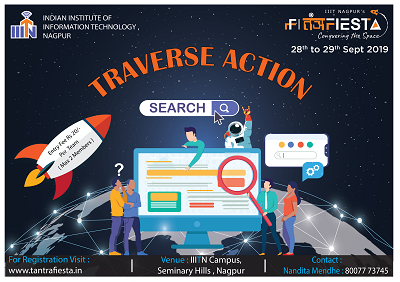 INDIAN INSTITUTE OF
INFORMATION TECHNOLOGY ,
NAGPUR
IIIT NAGPUR'S
FIESTA
Conquering the Space
28th to 29th Sept 2019
TRAVERSE ACTION
SEARCH
Entry Fee Rs 20/-
Per Team
( Max 2 Members )
?
For Registration Visit :
www.tantrafiesta.in
Venue : IIITN Campus,
Seminary Hills , Nagpur
Contact :
Nandita Mendhe : 80077 73745